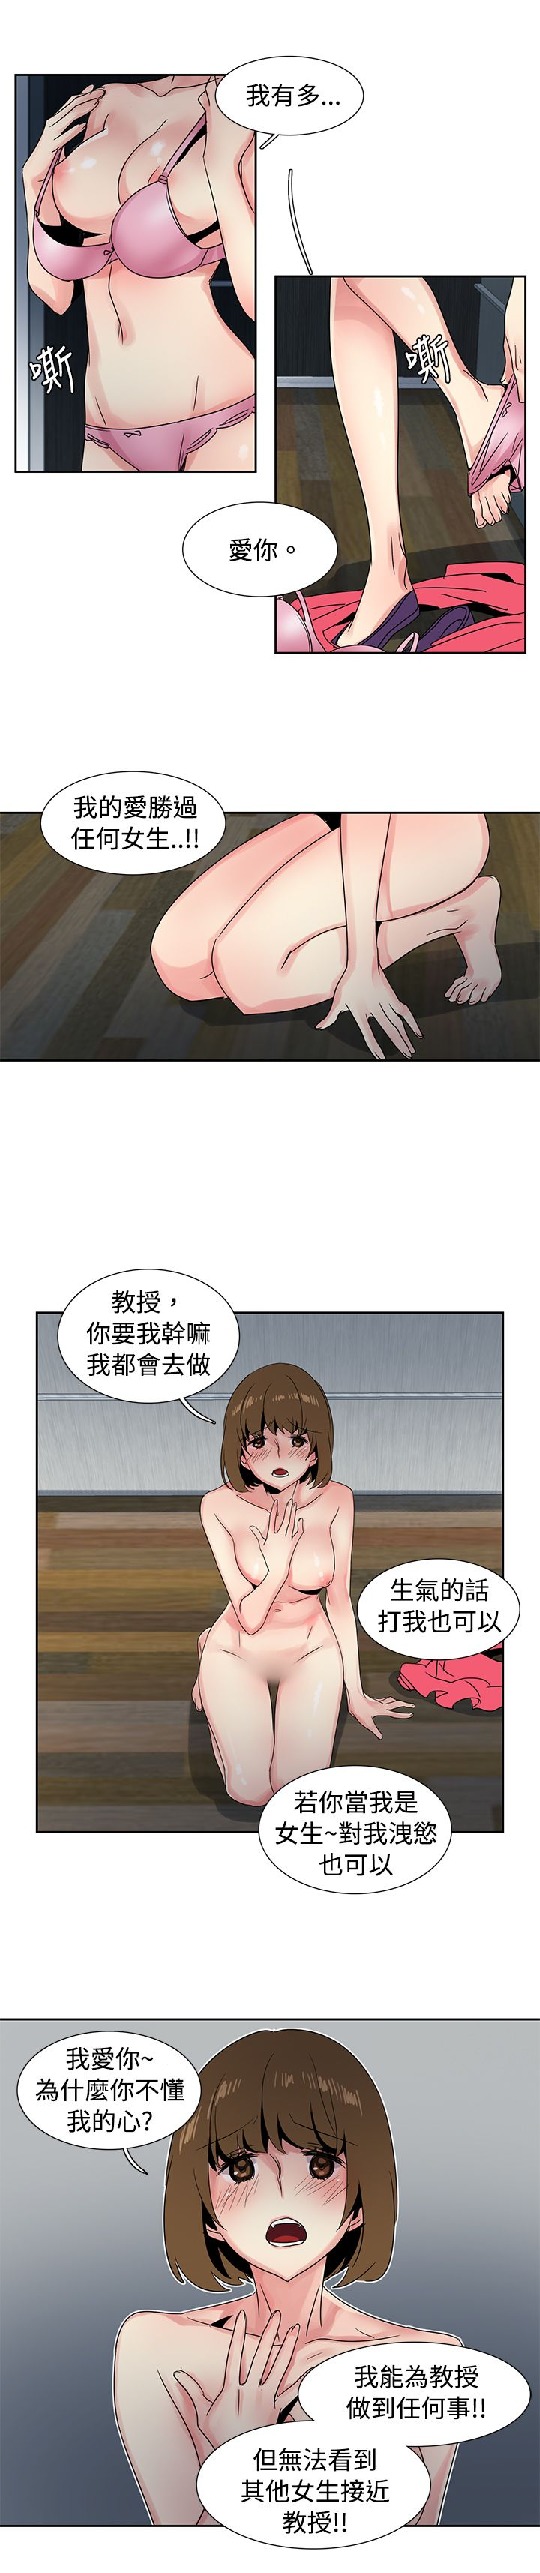 我有多...
嘶
嘶
愛你。
我的愛勝過
任何女生..!!
教授，
你要我幹嘛
我都會去做
生氣的話
打我也可以
若你當我是
女生~對我洩慾
也可以
我愛你~
為什麼你不懂
我的心?
我能為教授
做到任何事!!
但無法看到
其他女生接近
教授!!